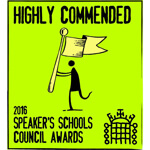 HIGHLY COMMENDED
2016
SPEAKER'S SCHOOLS
COUNCIL AWARDS